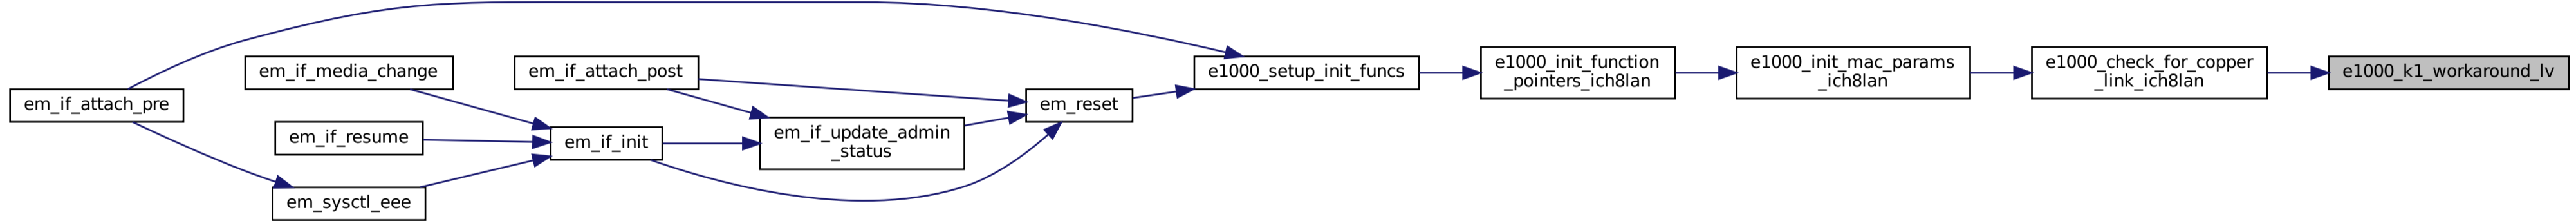 em_if_attach_pre
em_if_media_change
em_if_resume
em_sysctl_eee
em_if_attach_post
em_if_init
em_if_update_admin
_status
em_reset
e1000_setup_init_funcs
e1000_init_function
_pointers_ich8lan
e1000_init_mac_params
_ich8lan
e1000_check_for_copper
_link_ich8lan
e1000_k1_workaround_lv